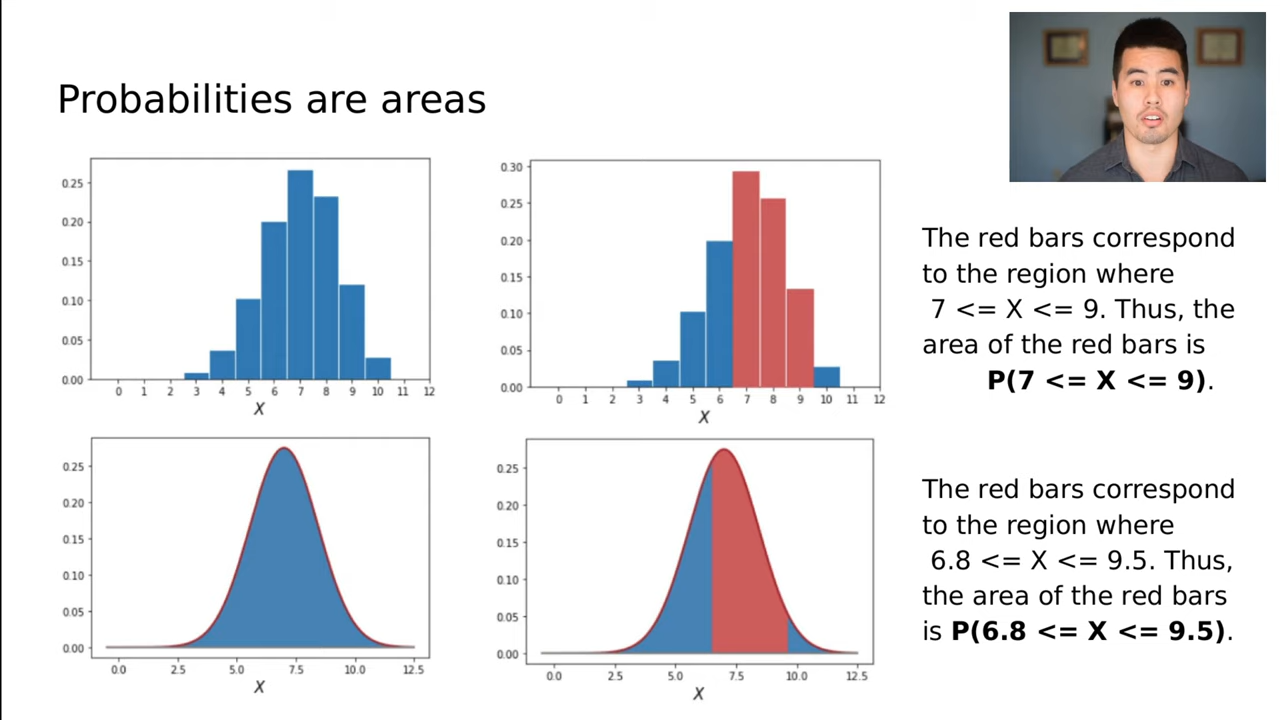 Probabilities are areas
0.25
0.20
0.15
0.10
0.05
0.00
0 1 2 3 4 5 6 7 8 9 10 11 12
X
0.30
0.25
0.20
0.15
0.10
0.05
0.00
0 1 2 3 4 5 6 7 8 9 10 11 12
X
The red bars correspond
to the region where
7 <= X <= 9. Thus, the
area of the red bars is
P(7 <= X <= 9).
0.25
0.20
0.15
0.10
0.05
0.00
0.0 2.5 5.0 7.5 10.0 12.5
X
0.25
0.20
0.15
0.10
0.05
0.00
0.0 2.5 5.0 7.5 10.0 12.5
X
The red bars correspond
to the region where
6.8 <= X <= 9.5. Thus,
the area of the red bars
is P(6.8 <= X <= 9.5).